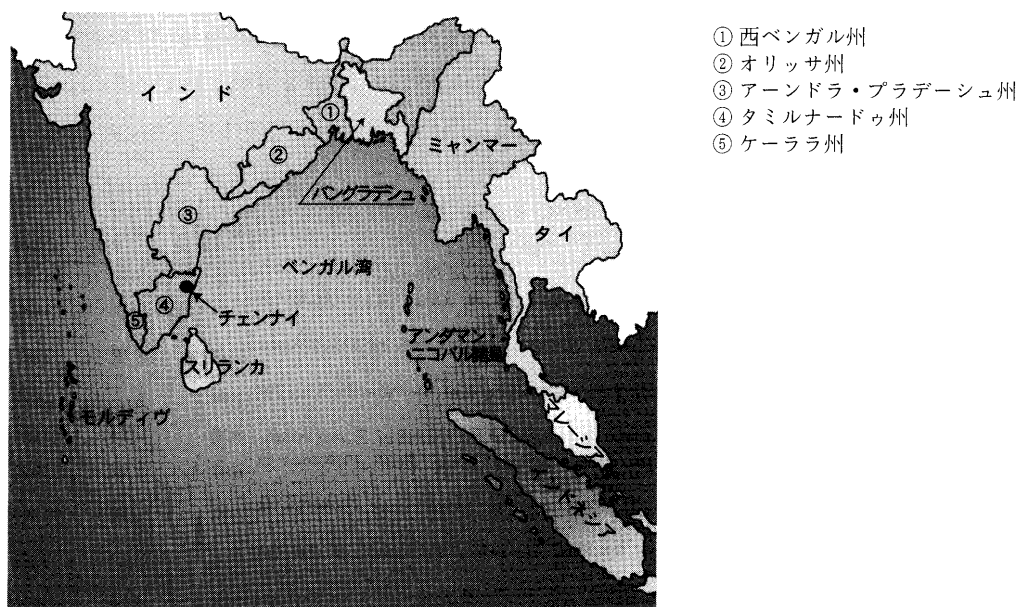 ① 西ベンガル州
② オリッサ州
③ アーンドラ・プラデーシュ州
④ タミルナードゥ州
⑤ ケーララ州
インド
①
②
ミャンマー
バングラデシュ
③
タイ
ベンガル湾
④
チェンナイ
⑤
アンダマン・
ニコバル諸島
スリランカ
マレーシア
モルディヴ
インドネシア